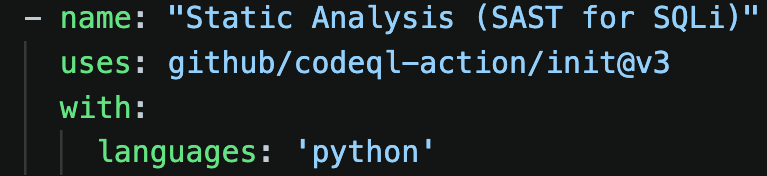 - name: "Static Analysis (SAST for SQLi)"
uses: github/codeql-action/init@v3
with:
languages: 'python'